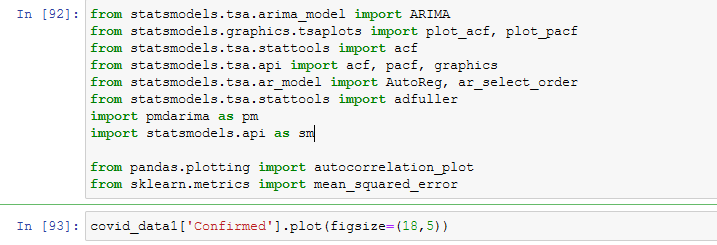 In [92]: from statsmodels.tsa.arima_model import ARIMA
from statsmodels.graphics.tsaplots import plot_acf, plot_pacf
from statsmodels.tsa.stattools import acf
from statsmodels.tsa.api import acf, pacf, graphics
from statsmodels.tsa.ar_model import AutoReg, ar_select_order
from statsmodels.tsa.stattools import adfuller
import pmdarima as pm
import statsmodels.api as sm
from pandas.plotting import autocorrelation_plot
from sklearn.metrics import mean_squared_error
In [93]: covid_data1['Confirmed'].plot(figsize=(18,5))